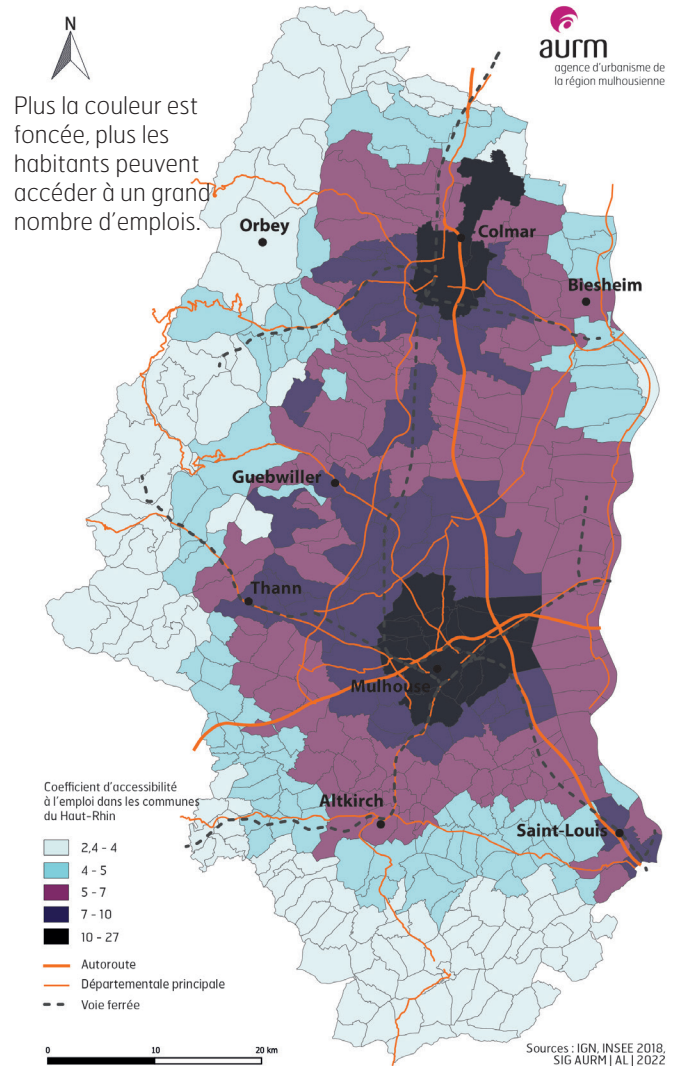 N
aurm
agence d'urbanisme de
la région mulhousienne
Plus la couleur est
foncée, plus les
habitants peuvent
accéder à un grand
nombre d'emplois.
Orbey
Colmar
Biesheim
Guebwiller
Thann
Mulhouse
Altkirch
Saint-Louis
Coefficient d'accessibilité
à l'emploi dans les communes
du Haut-Rhin
2,4 - 4
4 - 5
5 - 7
7 - 10
10 - 27
Autoroute
Départementale principale
Voie ferrée
0 10 20 km
Sources : IGN, INSEE 2018,
SIG AURM | AL | 2022